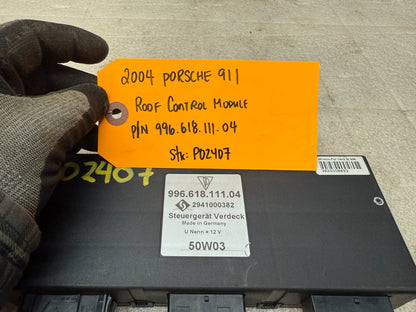 2004 PORSCHE 911
ROOF CONTROL MODULE
P/N 996.618.111.04
Stk: P02407
P02407
996.618.111.04
S 2941000382
Steuergerät Verdeck
Made in Germany
U Nenn = 12 V
50W03